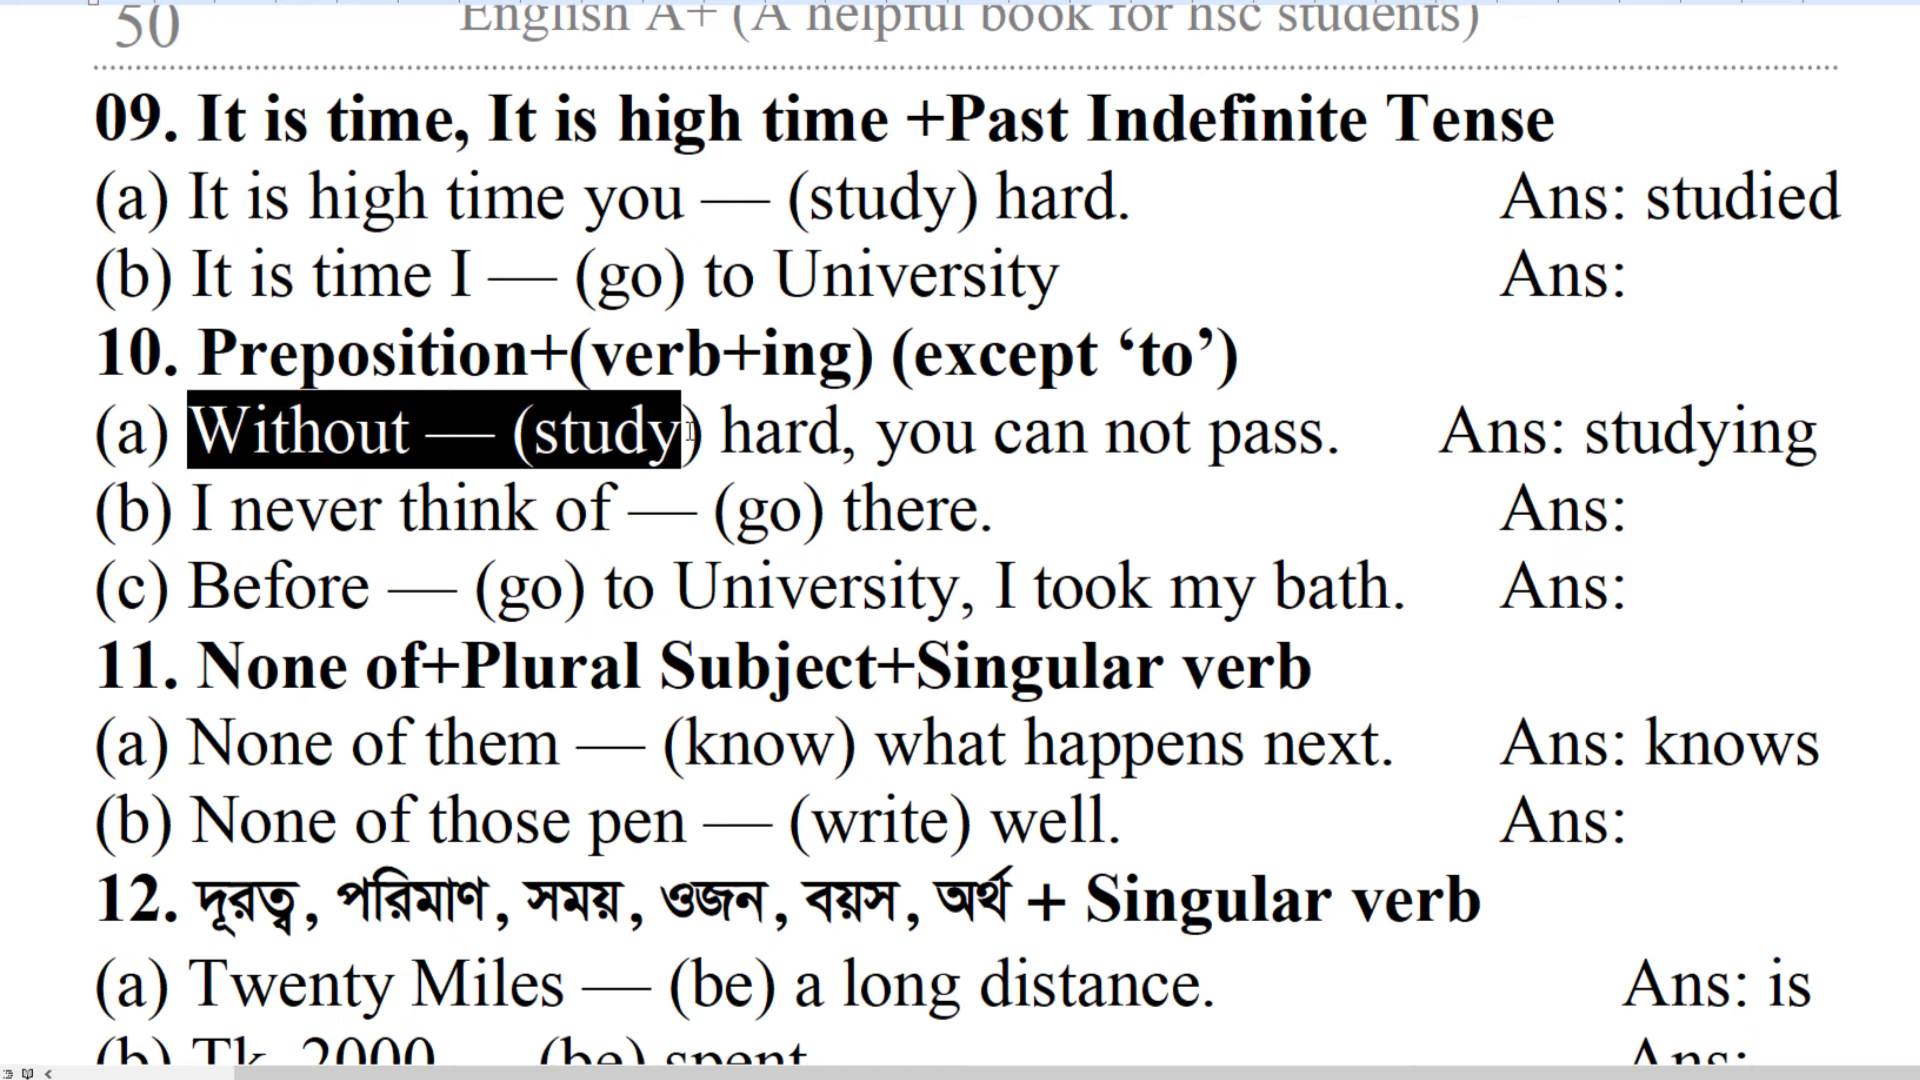 50 English A+ (A helpful book for hsc students)
09. It is time, It is high time +Past Indefinite Tense
(a) It is high time you — (study) hard. Ans: studied
(b) It is time I — (go) to University Ans:
10. Preposition+(verb+ing) (except ‘to’)
(a) Without — (study) hard, you can not pass. Ans: studying
(b) I never think of — (go) there. Ans:
(c) Before — (go) to University, I took my bath. Ans:
11. None of+Plural Subject+Singular verb
(a) None of them — (know) what happens next. Ans: knows
(b) None of those pen — (write) well. Ans:
12. দূরত্ব, পরিমাণ, সময়, ওজন, বয়স, অর্থ + Singular verb
(a) Twenty Miles — (be) a long distance. Ans: is
(b) Tk. 2000 — (be) spent Ans: